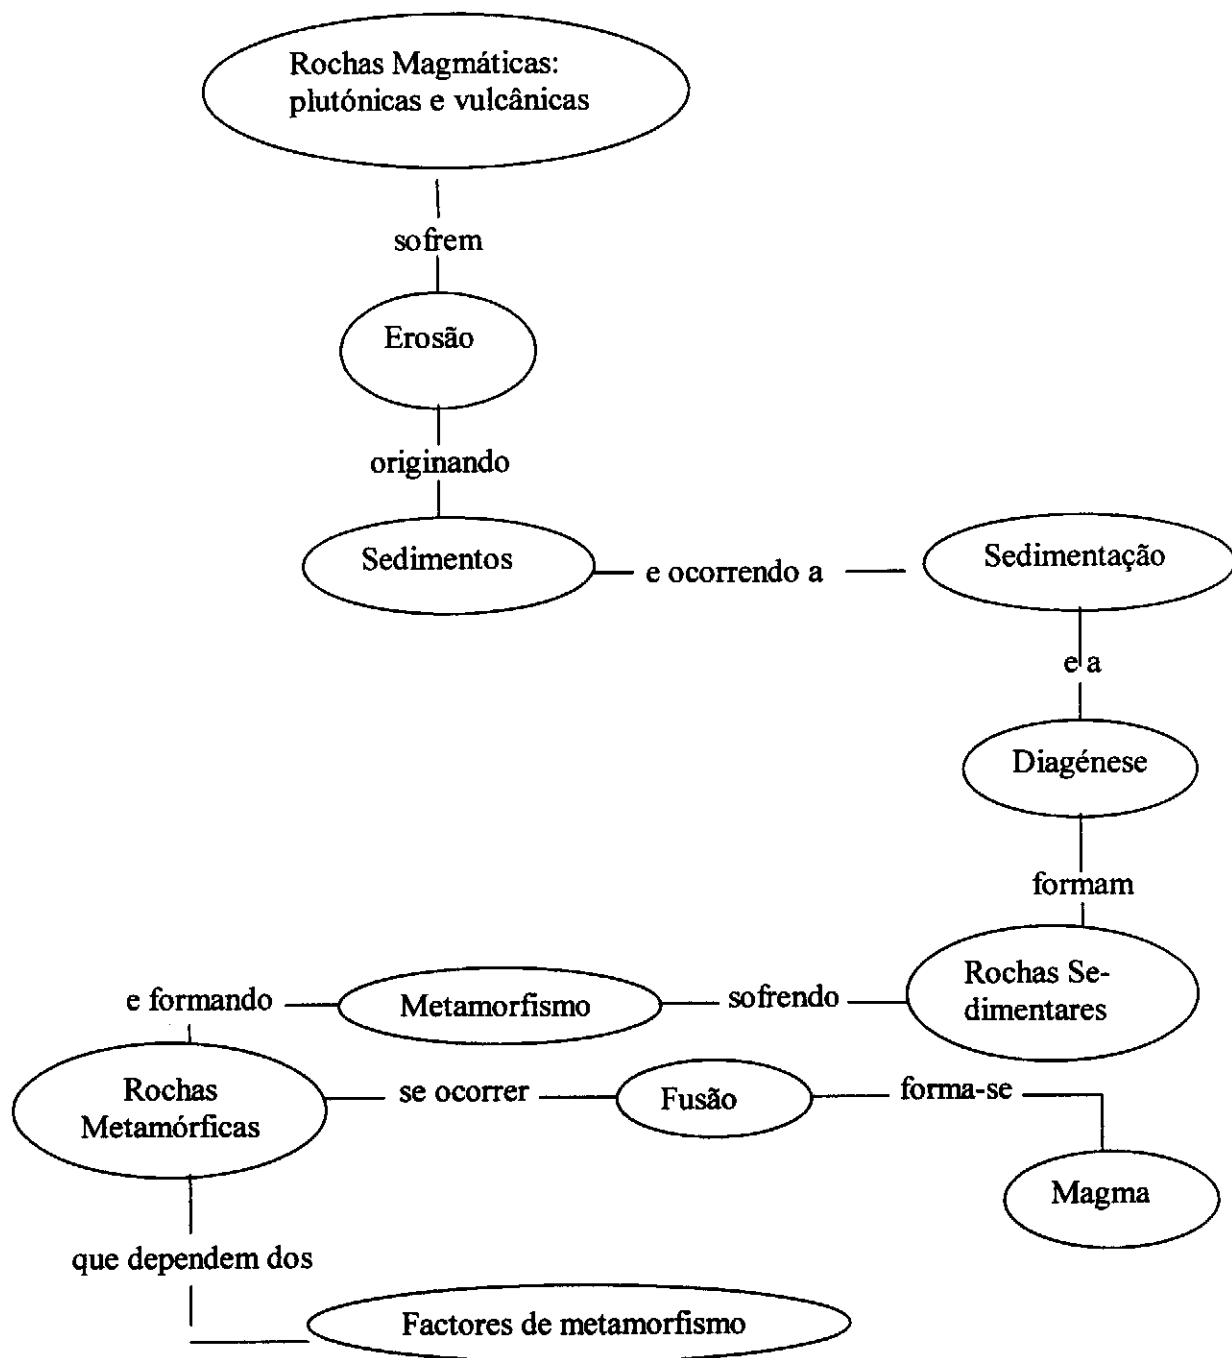 Rochas Magmáticas:
plutónicas e vulcânicas
sofrem
Erosão
originando
Sedimentos
e ocorrendo a
Sedimentação
e a
Diagénese
formam
Rochas Se-
dimentares
sofrendo
Metamorfismo
e formando
Rochas
Metamórficas
se ocorrer
Fusão
forma-se
Magma
que dependem dos
Factores de metamorfismo